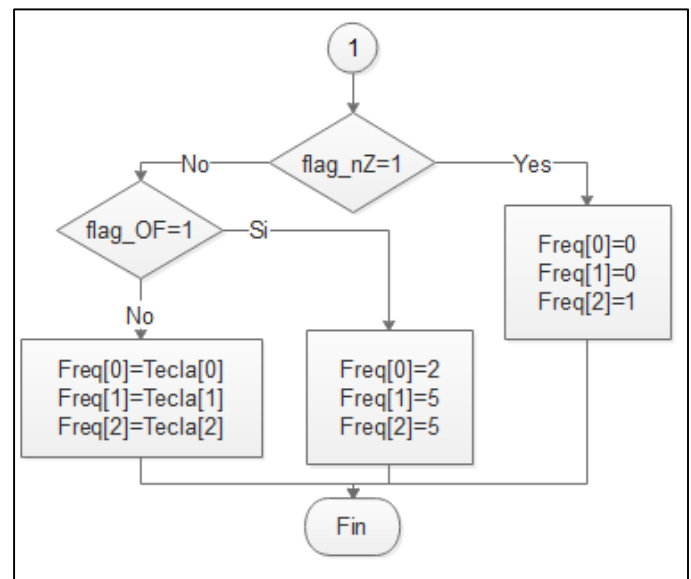 1
flag_nZ=1
No
Yes
flag_OF=1
Si
No
Freq[0]=0
Freq[1]=0
Freq[2]=1
Freq[0]=Tecla[0]
Freq[1]=Tecla[1]
Freq[2]=Tecla[2]
Freq[0]=2
Freq[1]=5
Freq[2]=5
Fin